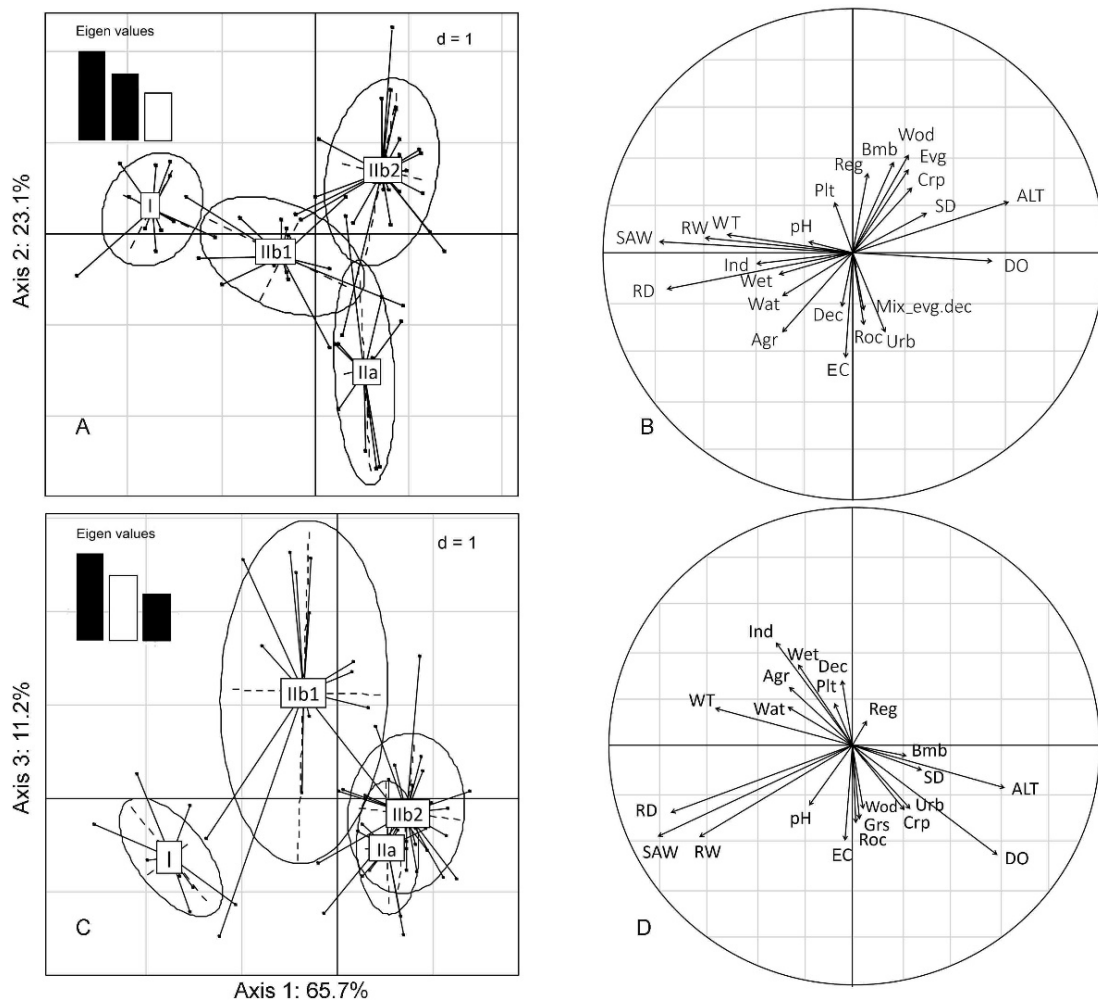 Eigen values
d = 1
I
IIb1
IIb2
IIa
A
Axis 2: 23.1%
Wod
Bmb
Evg
Reg
Crp
Plt
SD
ALT
pH
WT
RW
SAW
DO
Ind
Wet
RD
Wat
Dec
Mix_evg.dec
Agr
Roc
Urb
EC
B
Eigen values
d = 1
IIb1
IIb2
IIa
I
C
Axis 3: 11.2%
Axis 1: 65.7%
Ind
Wet
Dec
Agr
Plt
WT
Wat
Reg
Bmb
SD
ALT
RD
pH
Wod
Urb
Grs
Crp
SAW
RW
EC
Roc
DO
D